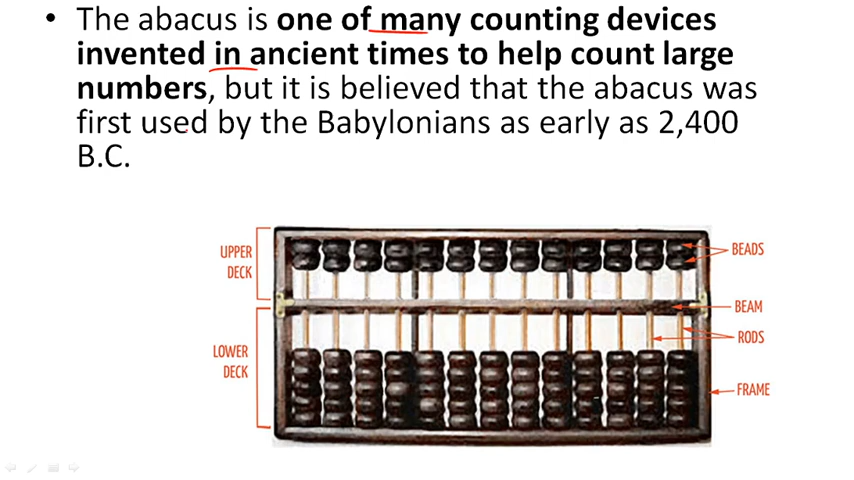 • The abacus is one of many counting devices
invented in ancient times to help count large
numbers, but it is believed that the abacus was
first used by the Babylonians as early as 2,400
B.C.
UPPER
DECK
BEADS
BEAM
RODS
LOWER
DECK
FRAME